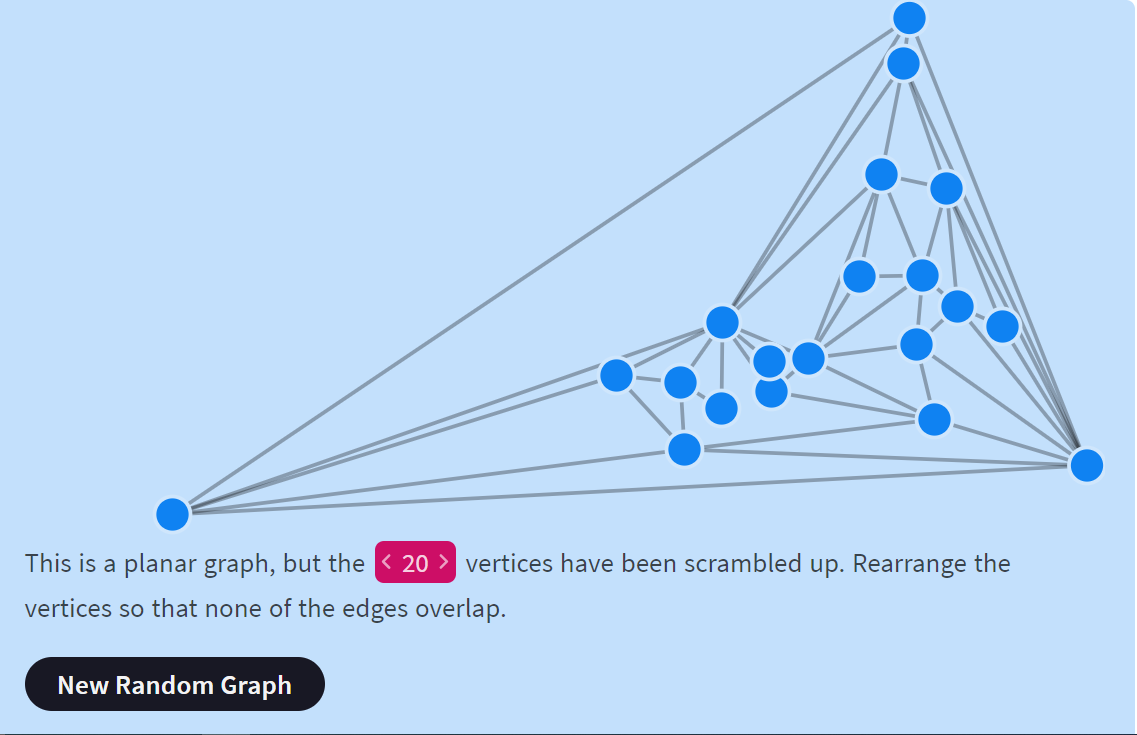 This is a planar graph, but the < 20 > vertices have been scrambled up. Rearrange the
vertices so that none of the edges overlap.
New Random Graph